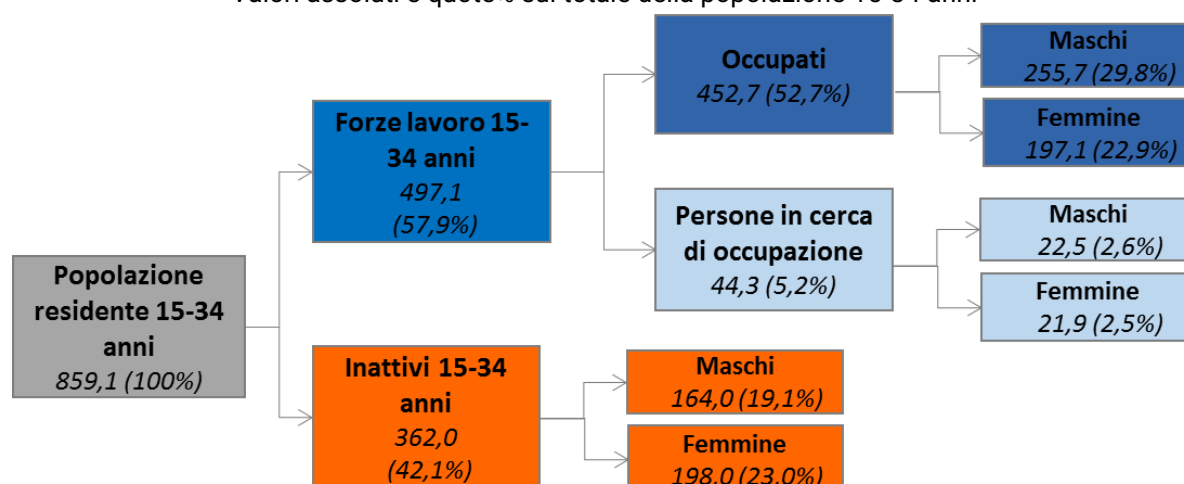 Occupati
452,7 (52,7%)
Maschi
255,7 (29,8%)
Femmine
197,1 (22,9%)
Forze lavoro 15-
34 anni
497,1
(57,9%)
Persone in cerca
di occupazione
44,3 (5,2%)
Maschi
22,5 (2,6%)
Femmine
21,9 (2,5%)
Popolazione
residente 15-34
anni
859,1 (100%)
Inattivi 15-34
anni
362,0
(42,1%)
Maschi
164,0 (19,1%)
Femmine
198,0 (23,0%)